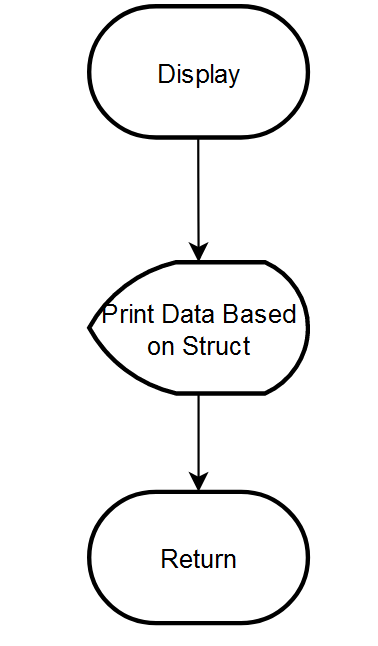 Display
Print Data Based
on Struct
Return